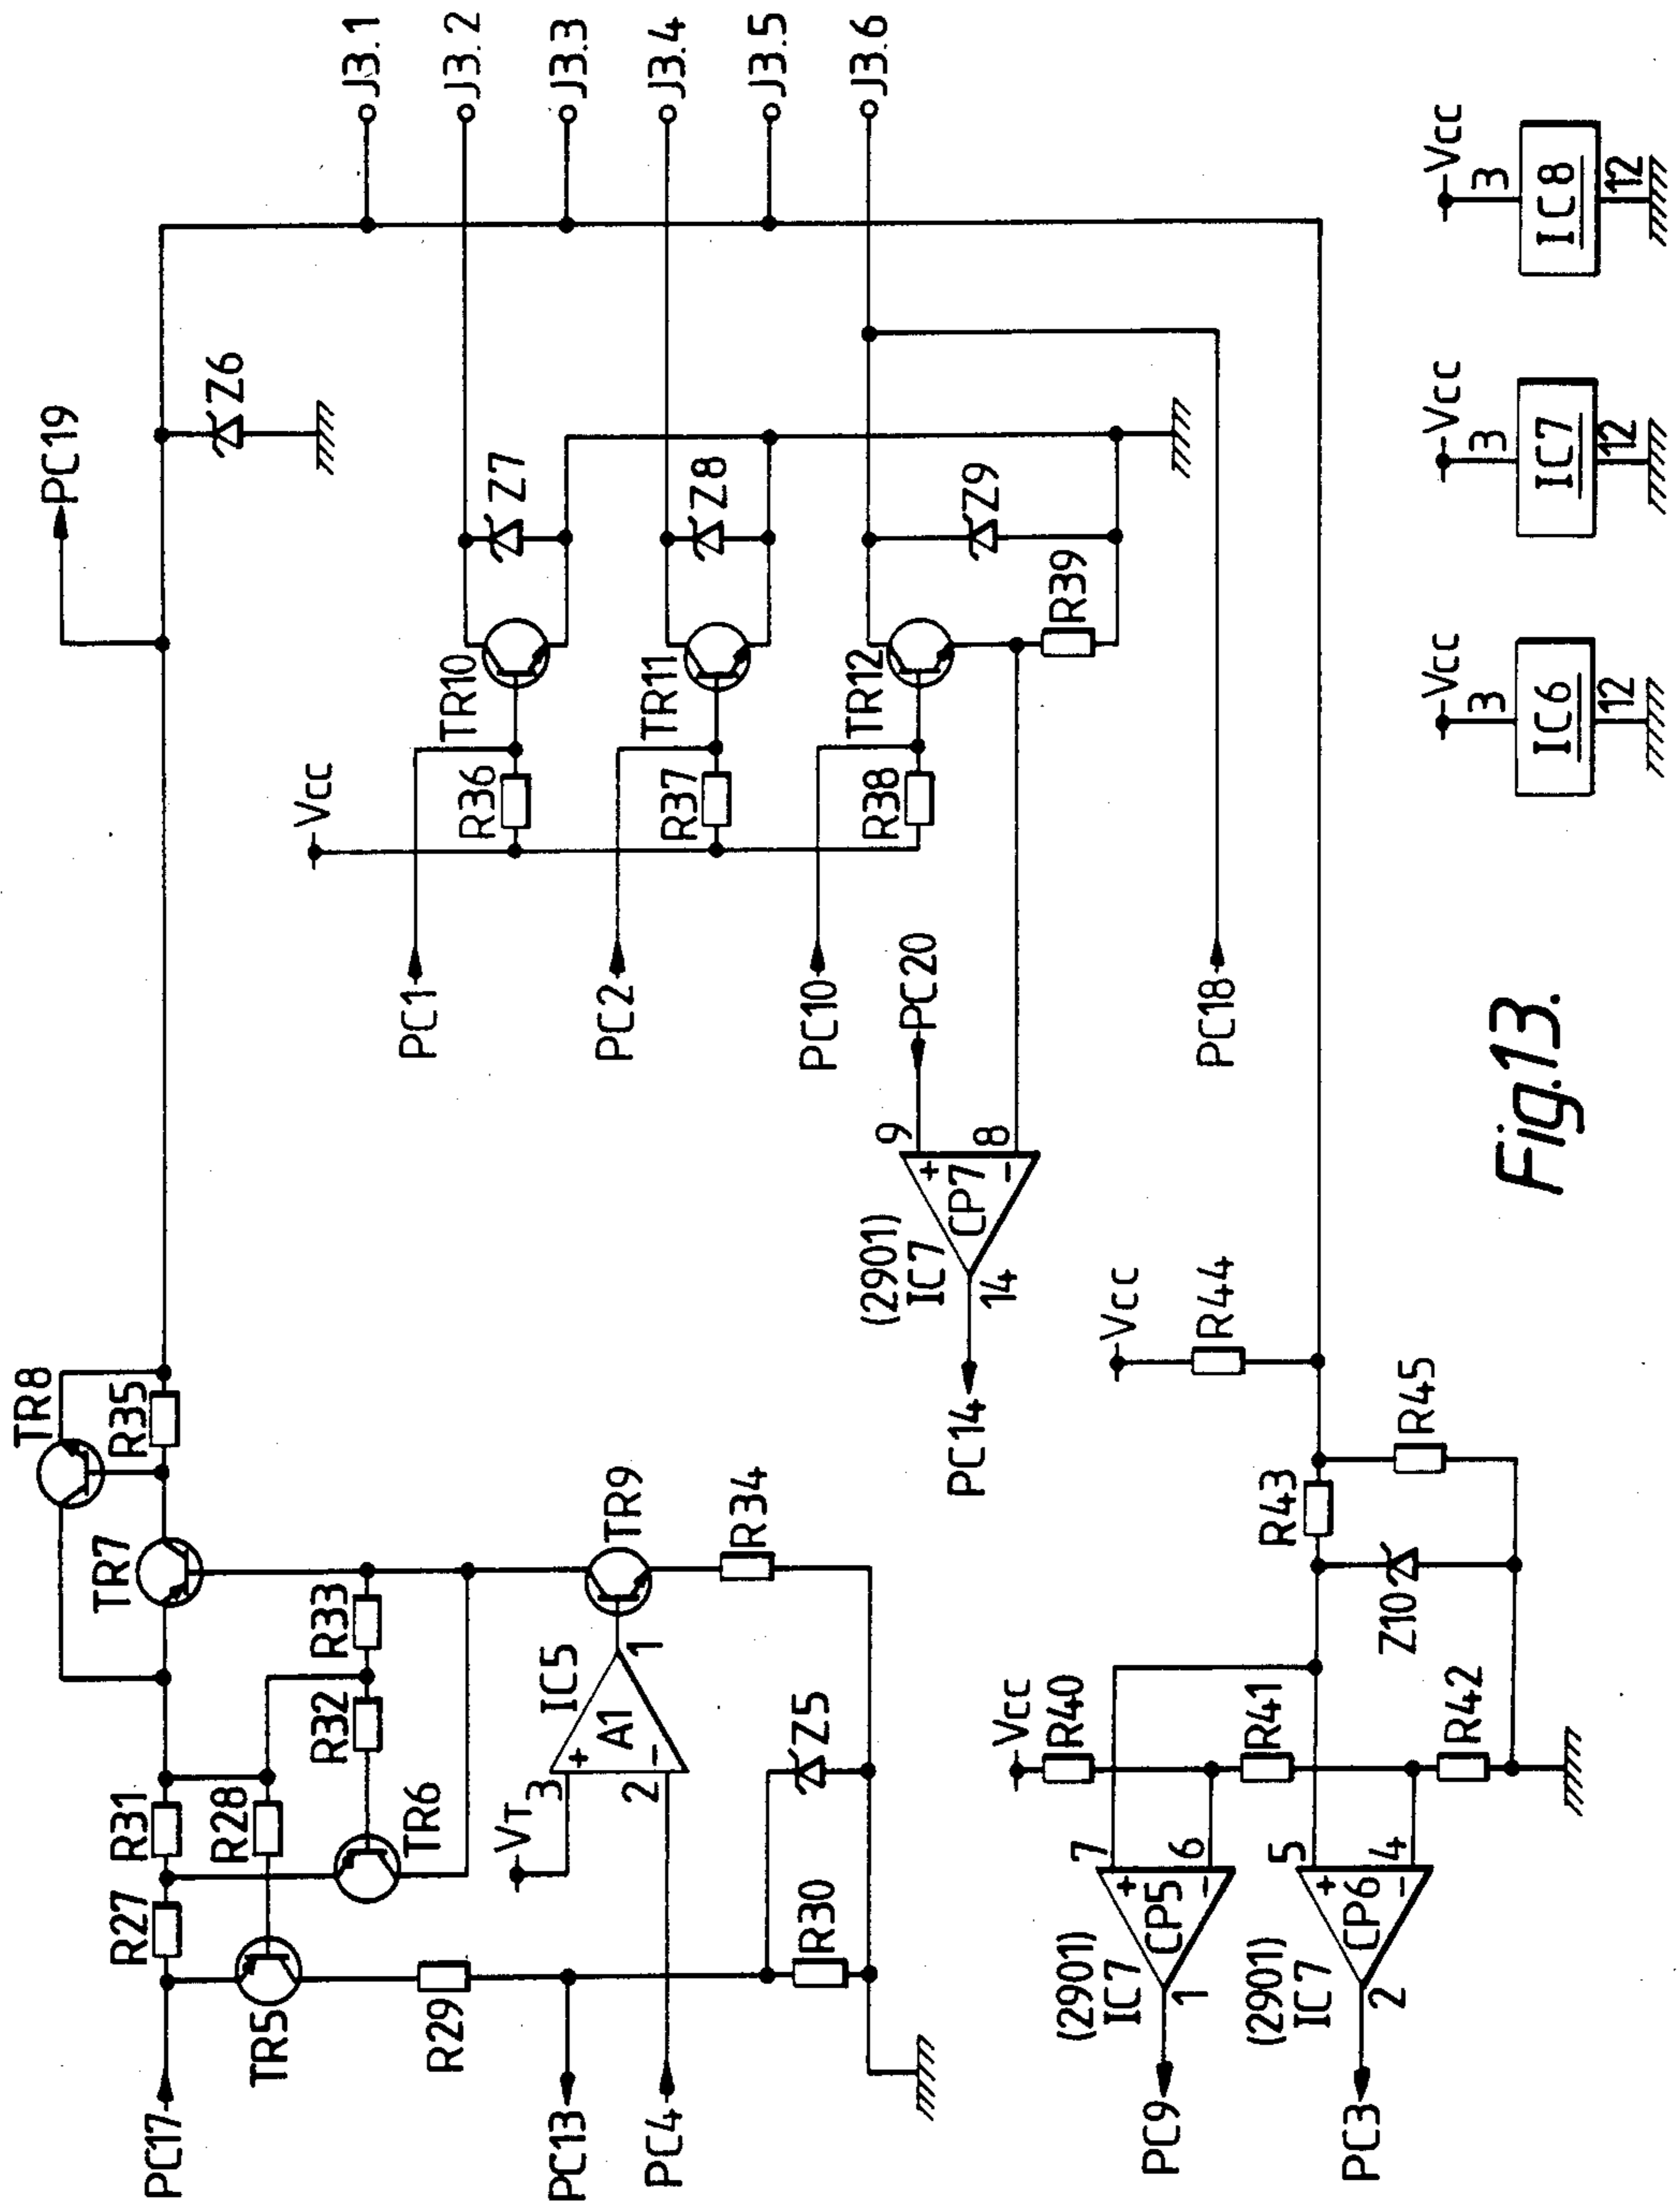 PC19
J3.1
J3.2
J3.3
J3.4
J3.5
J3.6
Z6
Z7
Z8
Z9
TR10
TR11
TR12
R36
R37
R38
R39
Vcc
PC1
PC2
PC10
PC18
PC20
9
8
+
-
CP7
(2901)
IC7
14
PC14
TR8
R35
TR7
TR9
R34
R33
R32
R31
R28
R27
TR6
TR5
R29
R30
Z5
IC5
A1
+
-
3
2
1
VT
PC17
PC13
PC4
Vcc
R44
R45
R43
Z10
Vcc
R40
R41
R42
7
6
+
-
CP5
(2901)
IC7
1
PC9
5
4
+
-
CP6
(2901)
IC7
2
PC3
Vcc
3
IC6
12
Vcc
3
IC7
12
Vcc
3
IC8
12
Fig.13.